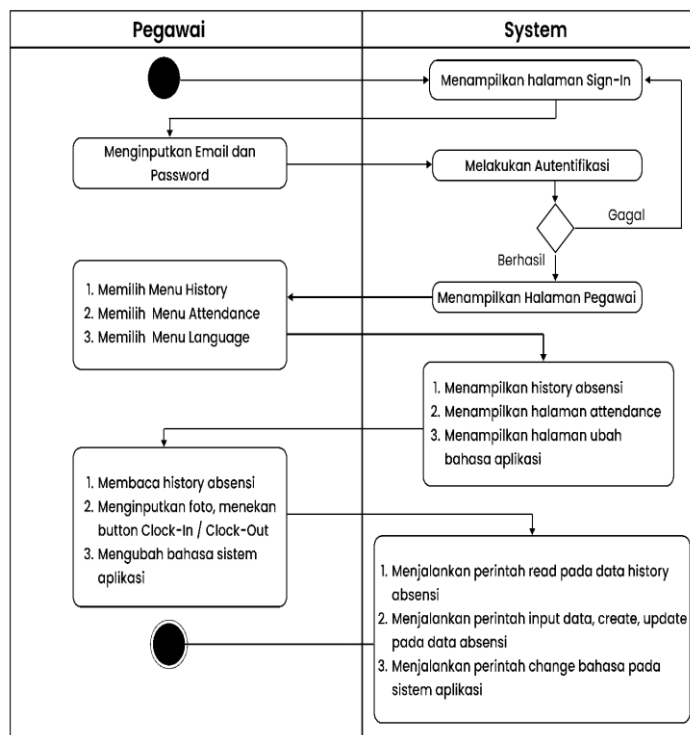 Pegawai
System
Menampilkan halaman Sign-In
Menginputkan Email dan
Password
Melakukan Autentifikasi
Gagal
Berhasil
Menampilkan Halaman Pegawai
1. Memilih Menu History
2. Memilih Menu Attendance
3. Memilih Menu Language
1. Menampilkan history absensi
2. Menampilkan halaman attendance
3. Menampilkan halaman ubah
bahasa aplikasi
1. Membaca history absensi
2. Menginputkan foto, menekan
button Clock-In / Clock-Out
3. Mengubah bahasa sistem
aplikasi
1. Menjalankan perintah read pada data history
absensi
2. Menjalankan perintah input data, create, update
pada data absensi
3. Menjalankan perintah change bahasa pada
sistem aplikasi